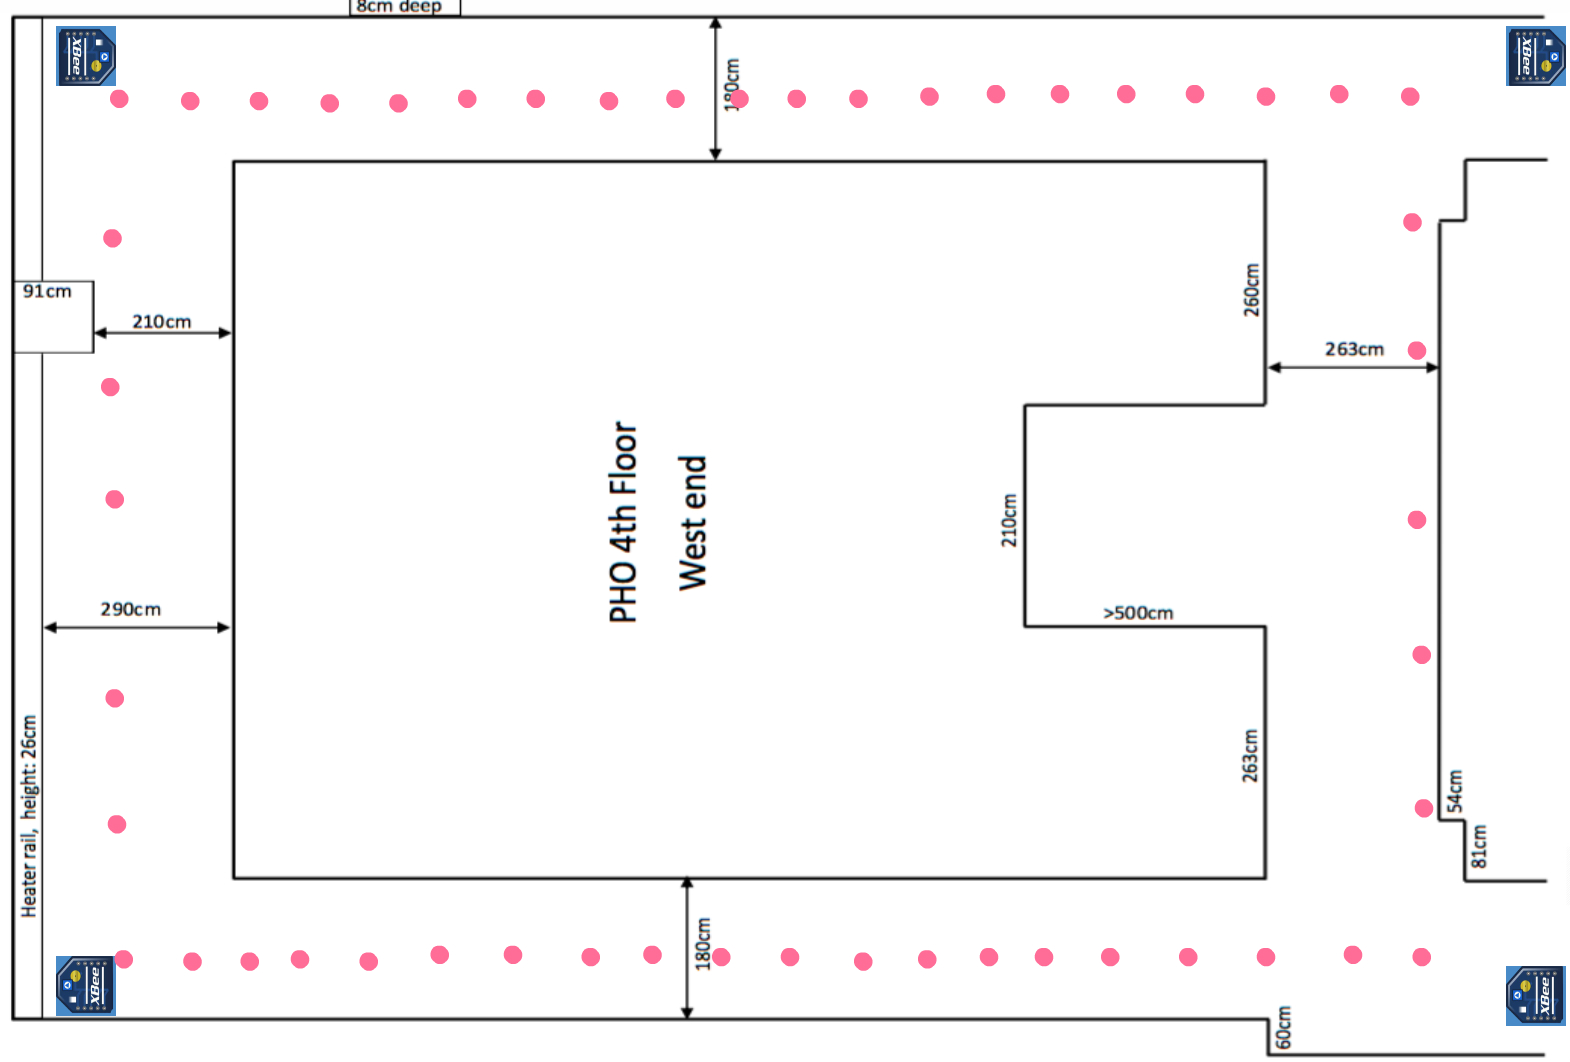 8cm deep
XBee
XBee
180cm
91cm
210cm
260cm
263cm
PHO 4th Floor
West end
210cm
>500cm
290cm
Heater rail, height: 26cm
263cm
54cm
81cm
180cm
XBee
XBee
60cm